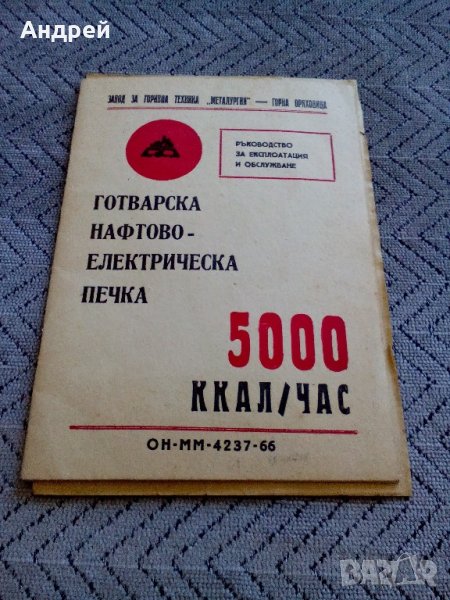 Андрей
ЗАВОД ЗА ГОРИВНА ТЕХНИКА „МЕТАЛУРГИЯ" — ГОРНА ОРЯХОВИЦА
РЪКОВОДСТВО
ЗА ЕКСПЛОАТАЦИЯ
И ОБСЛУЖВАНЕ
ГОТВАРСКА
НАФТОВО-
ЕЛЕКТРИЧЕСКА
ПЕЧКА
5000
ККАЛ/ЧАС
ОН-ММ-4237-66
BAZAR